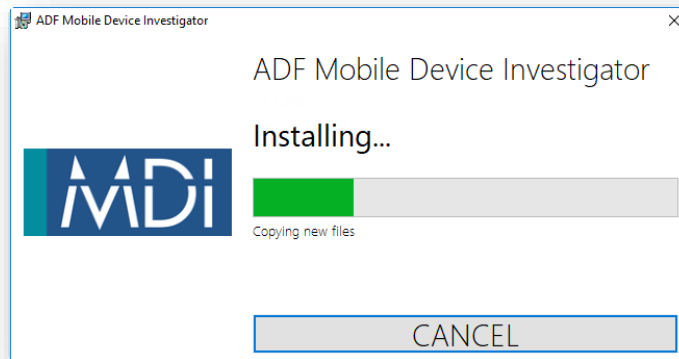 ADF Mobile Device Investigator
ADF Mobile Device Investigator
Installing...
MDI
Copying new files
CANCEL